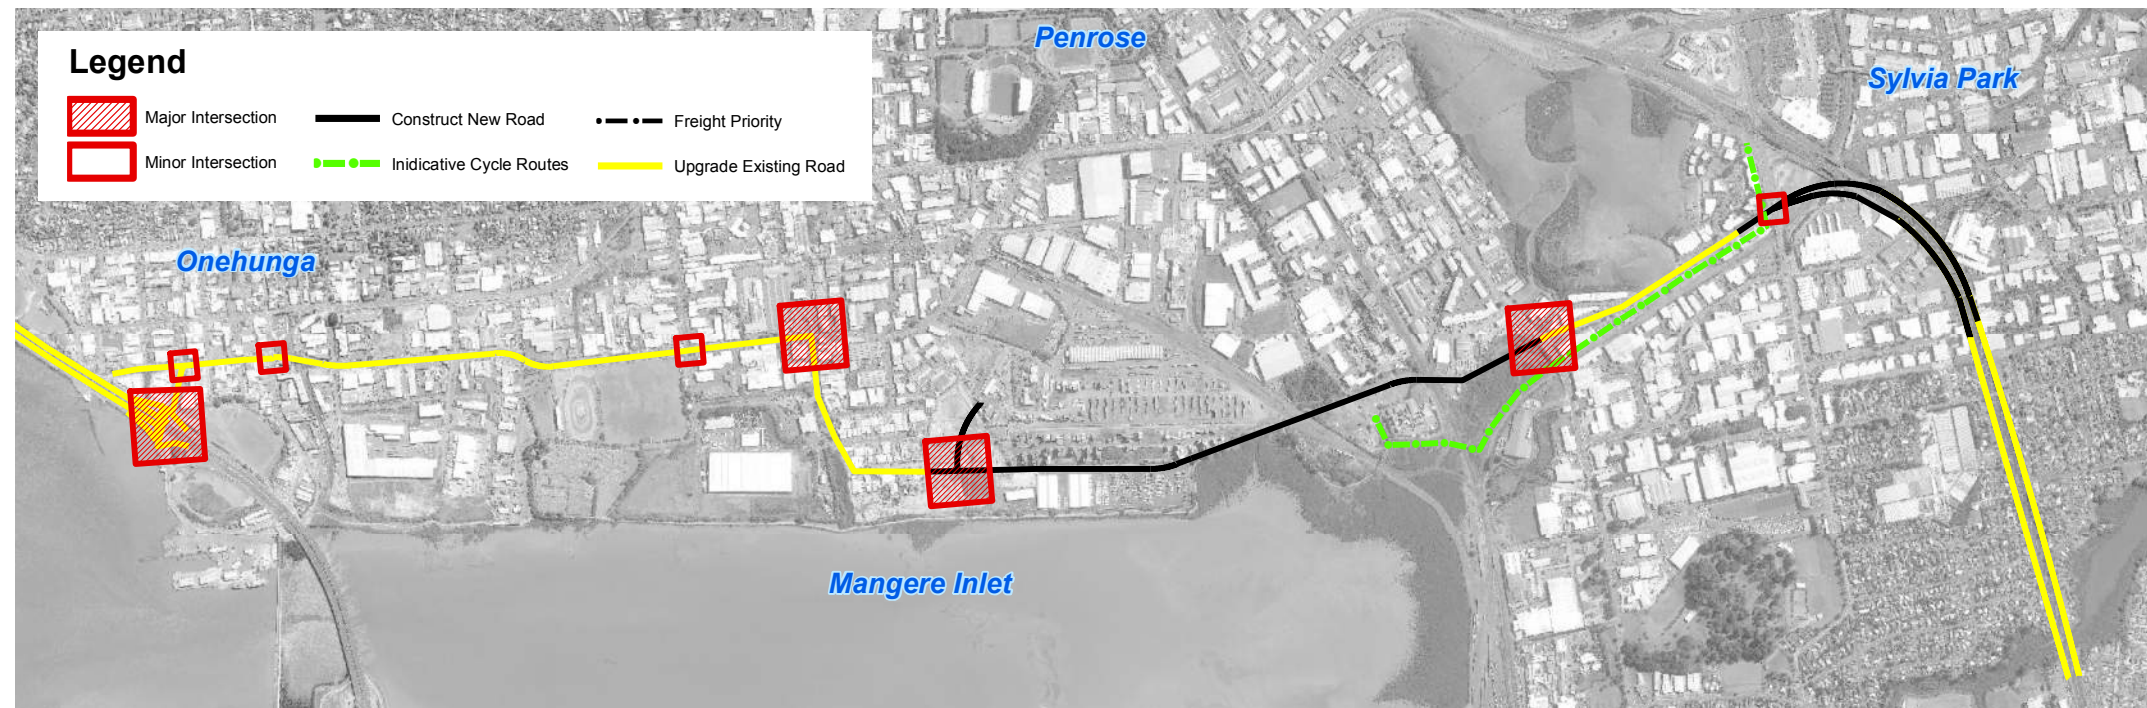 Penrose
Legend
Sylvia Park
Major Intersection
Construct New Road
Freight Priority
Minor Intersection
Inidicative Cycle Routes
Upgrade Existing Road
Onehunga
Mangere Inlet